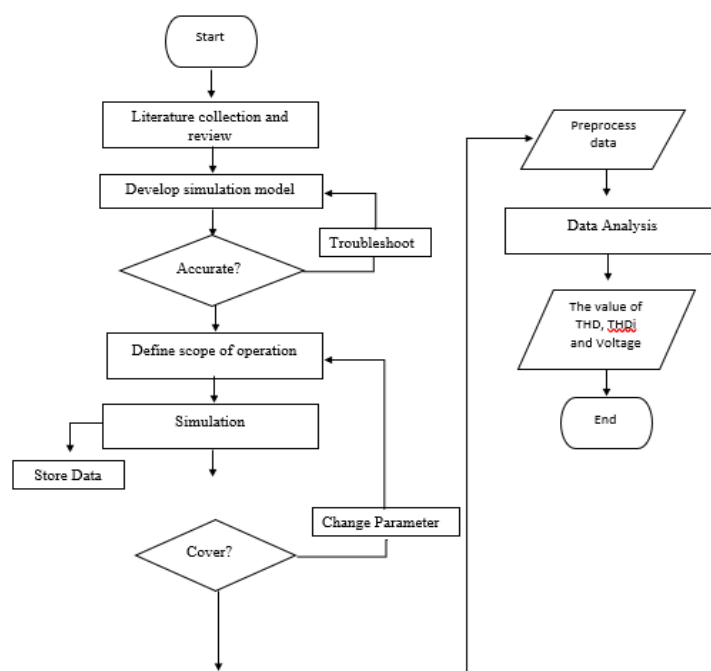 Start
Literature collection and
review
Develop simulation model
Troubleshoot
Accurate?
Define scope of operation
Simulation
Store Data
Change Parameter
Cover?
Preprocess
data
Data Analysis
The value of
THD, THDi
and Voltage
End